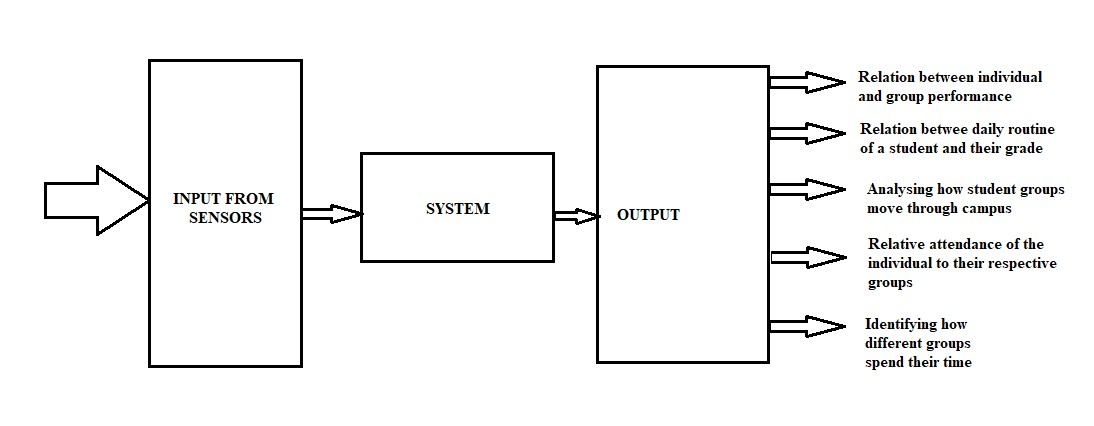 INPUT FROM
SENSORS
SYSTEM
OUTPUT
Relation between individual
and group performance
Relation betwee daily routine
of a student and their grade
Analysing how student groups
move through campus
Relative attendance of the
individual to their respective
groups
Identifying how
different groups
spend their time